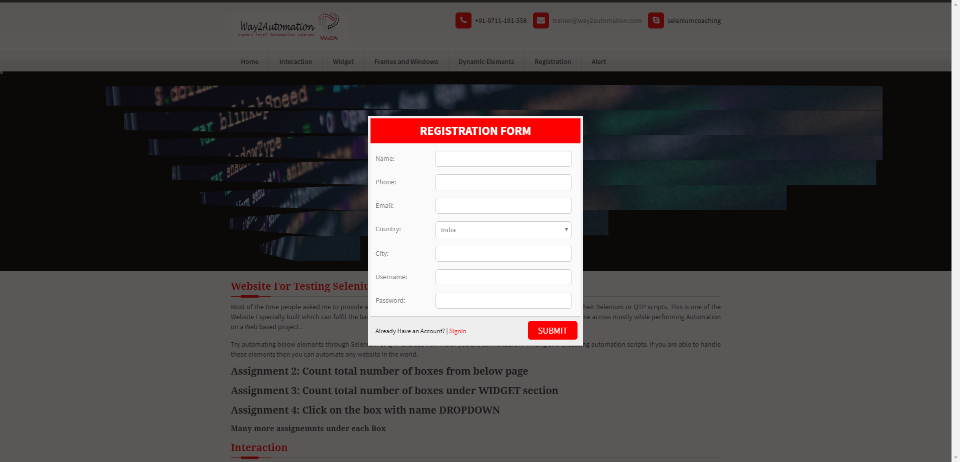 Way2Automation
+91-9711-191-558
trainer@way2automation.com
seleniumcoaching
Home
Interaction
Widget
Frames and Windows
Dynamic Elements
Registration
Alert
REGISTRATION FORM
Name:
Phone:
Email:
Country:
India
City:
Username:
Password:
Already Have an Account? | Signin
SUBMIT
Website For Testing Seleniu
Most of the time people asked me to provide a
heir Selenium or QTP scripts. This is one of the
Website I specially built which can fulfil the ba
me across mostly while performing Automation
on a Web based project .
Try automating below elements through Selen
automation scripts. If you are able to handle
these elements then you can automate any website in the world.
Assignment 2: Count total number of boxes from below page
Assignment 3: Count total number of boxes under WIDGET section
Assignment 4: Click on the box with name DROPDOWN
Many more assignemnts under each Box
Interaction